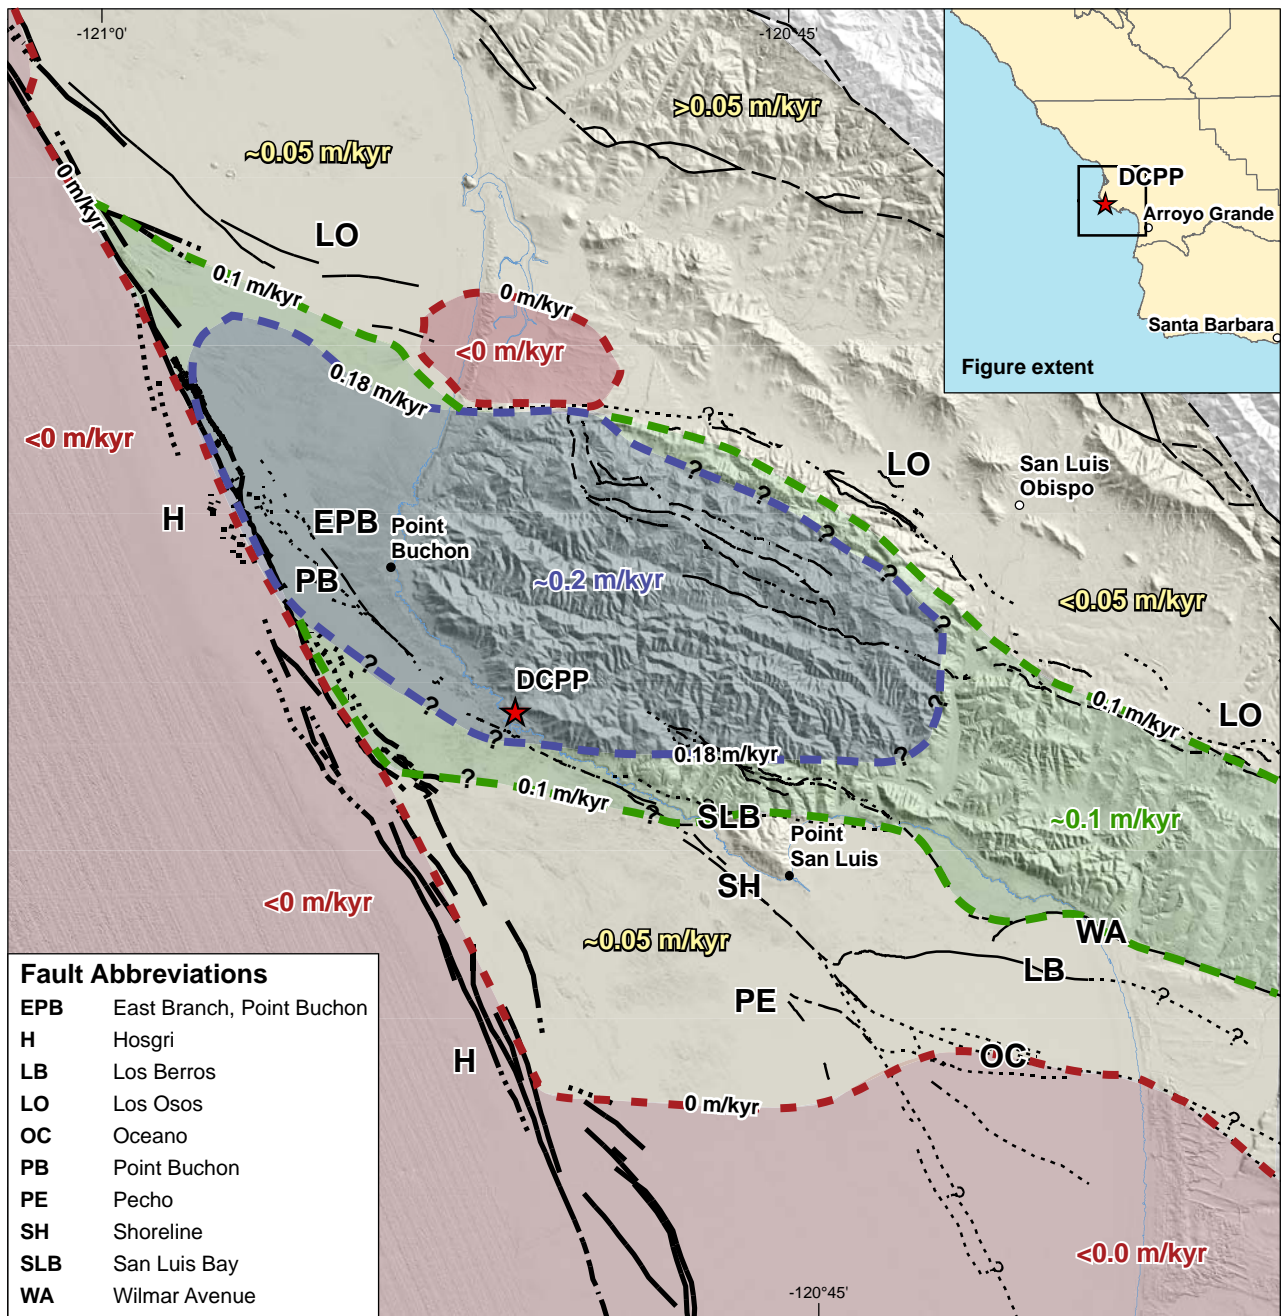 -121°0'
-120°45'
>0.05 m/kyr
~0.05 m/kyr
0 m/kyr
LO
0.1 m/kyr
0 m/kyr
<0 m/kyr
0.18 m/kyr
<0 m/kyr
?
LO
San Luis
Obispo
?
?
?
H
EPB
Point
Buchon
PB
~0.2 m/kyr
?
<0.05 m/kyr
?
?
DCPP
?
?
0.1 m/kyr
LO
?
0.18 m/kyr
?
?
0.1 m/kyr
?
SLB
~0.1 m/kyr
Point
San Luis
SH
<0 m/kyr
~0.05 m/kyr
WA
LB
PE
?
?
H
OC
0 m/kyr
?
?
?
<0.0 m/kyr
-120°45'
DCPP
Arroyo Grande
Santa Barbara
Figure extent
Fault Abbreviations
EPB East Branch, Point Buchon
H Hosgri
LB Los Berros
LO Los Osos
OC Oceano
PB Point Buchon
PE Pecho
SH Shoreline
SLB San Luis Bay
WA Wilmar Avenue